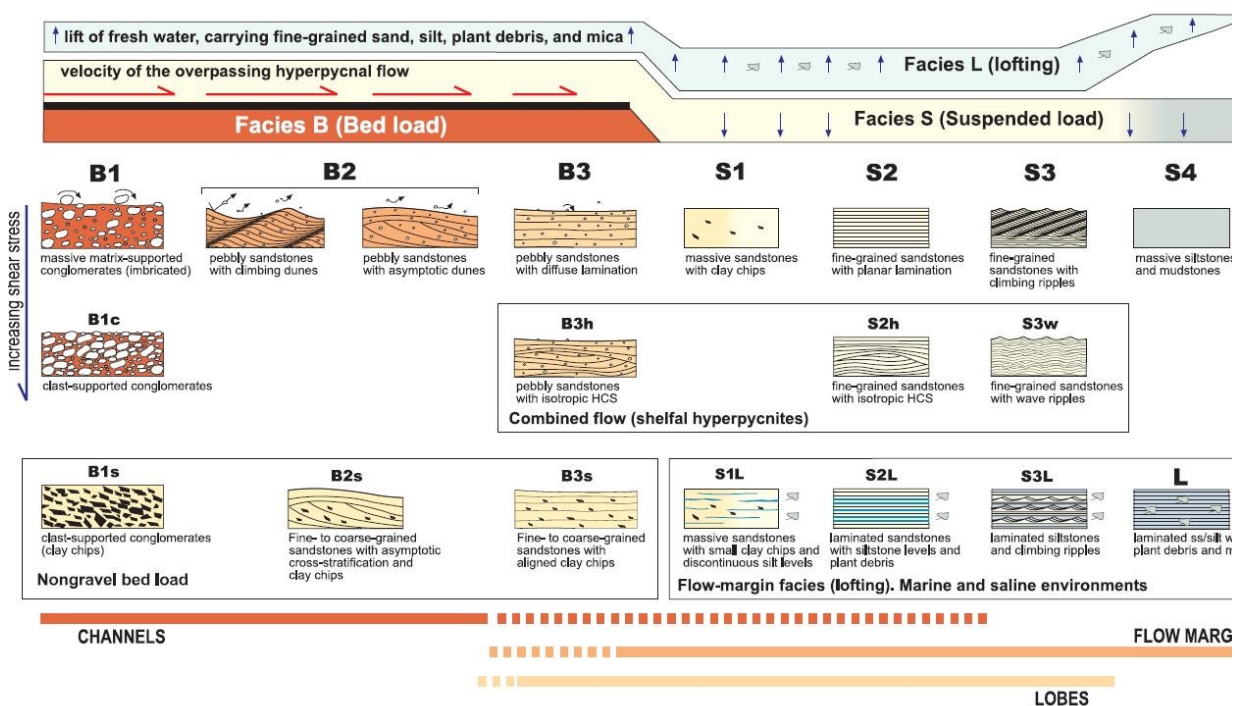 lift of fresh water, carrying fine-grained sand, silt, plant debris, and mica
velocity of the overpassing hyperpycnal flow
Facies L (lofting)
Facies B (Bed load)
Facies S (Suspended load)
increasing shear stress
B1
B2
B3
S1
S2
S3
S4
massive matrix-supported
conglomerates (imbricated)
pebbly sandstones
with climbing dunes
pebbly sandstones
with asymptotic dunes
pebbly sandstones
with diffuse lamination
massive sandstones
with clay chips
fine-grained sandstones
with planar lamination
fine-grained
sandstones with
climbing ripples
massive siltstones
and mudstones
B1c
clast-supported conglomerates
B3h
pebbly sandstones
with isotropic HCS
S2h
fine-grained sandstones
with isotropic HCS
S3w
fine-grained sandstones
with wave ripples
Combined flow (shelfal hyperpycnites)
B1s
clast-supported conglomerates
(clay chips)
B2s
Fine- to coarse-grained
sandstones with asymptotic
cross-stratification and
clay chips
B3s
Fine- to coarse-grained
sandstones with
aligned clay chips
Nongravel bed load
S1L
massive sandstones
with small clay chips and
discontinuous silt levels
S2L
laminated sandstones
with siltstone levels and
plant debris
S3L
laminated siltstones
and climbing ripples
L
laminated ss/silt w
plant debris and m
Flow-margin facies (lofting). Marine and saline environments
CHANNELS
FLOW MARG
LOBES